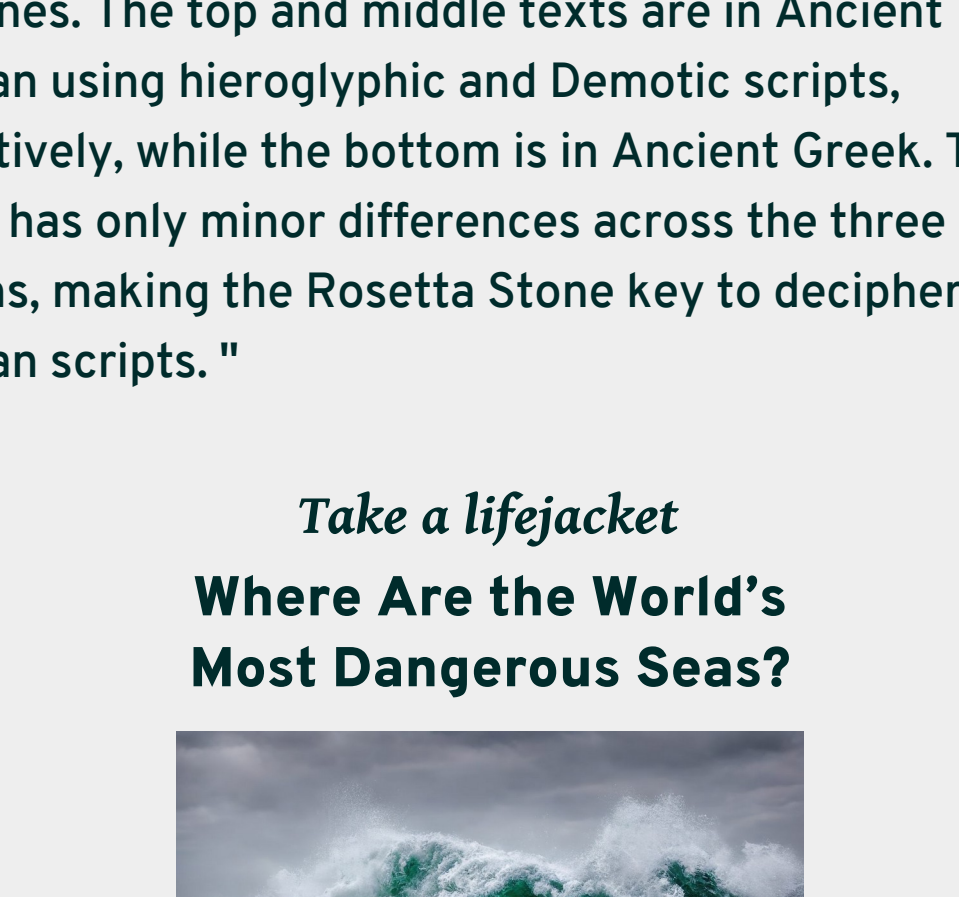 nes. The top and middle texts are in Ancient
an using hieroglyphic and Demotic scripts,
tively, while the bottom is in Ancient Greek. T
has only minor differences across the three
ns, making the Rosetta Stone key to decipher
an scripts. "
Take a lifejacket
Where Are the World’s
Most Dangerous Seas?